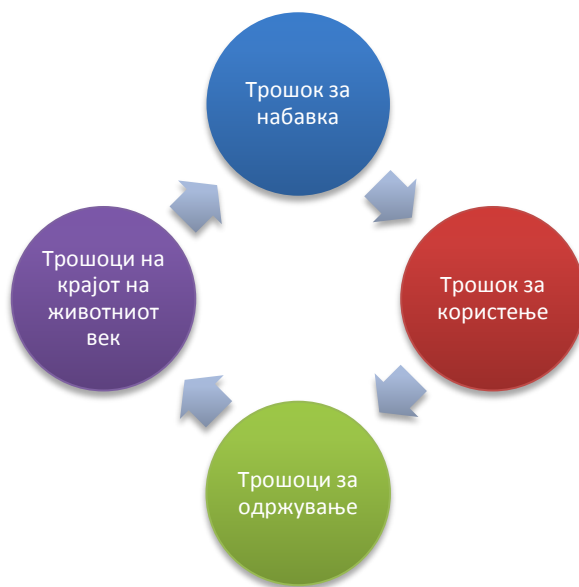 Трошок за
набавка
Трошок за
користење
Трошоци за
одржување
Трошоци на
крајот на
животниот
век